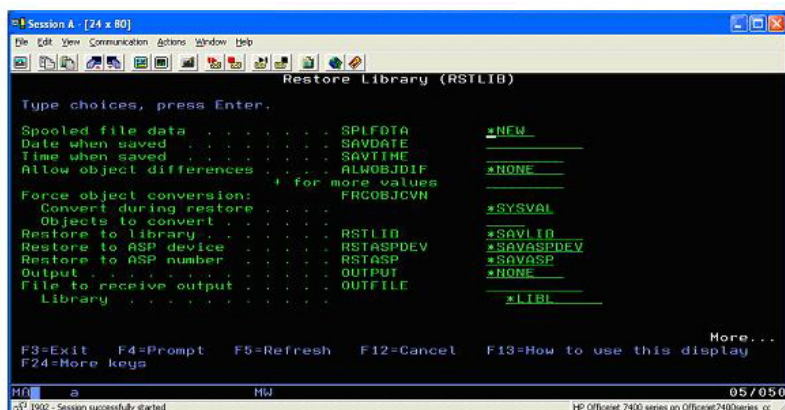 Session A - [24 x 80]
File Edit View Communication Actions Window Help
Restore Library (RSTLIB)
Type choices, press Enter.
Spooled file data . . . . . . . SPLFDTA *NEW
Date when saved . . . . . . . SAVDATE
Time when saved . . . . . . . SAVTIME
Allow object differences . . . . ALWOBJDIF *NONE
+ for more values
Force object conversion: FRCOBJCVN
Convert during restore . . . . *SYSVAL
Objects to convert . . . . . .
Restore to library . . . . . . . RSTLIB *SAVLIB
Restore to ASP device . . . . . RSTASPDEV *SAVASPDEV
Restore to ASP number . . . . . RSTASP *SAVASP
Output . . . . . . . . . . . . . OUTPUT *NONE
File to receive output . . . . . OUTFILE
Library . . . . . . . . . . . *LIBL
More...
F3=Exit F4=Prompt F5=Refresh F12=Cancel F13=How to use this display
F24=More keys
MA a MW 05/050
I902 - Session successfully started HP Officejet 7400 series on Officejet7400series_cc